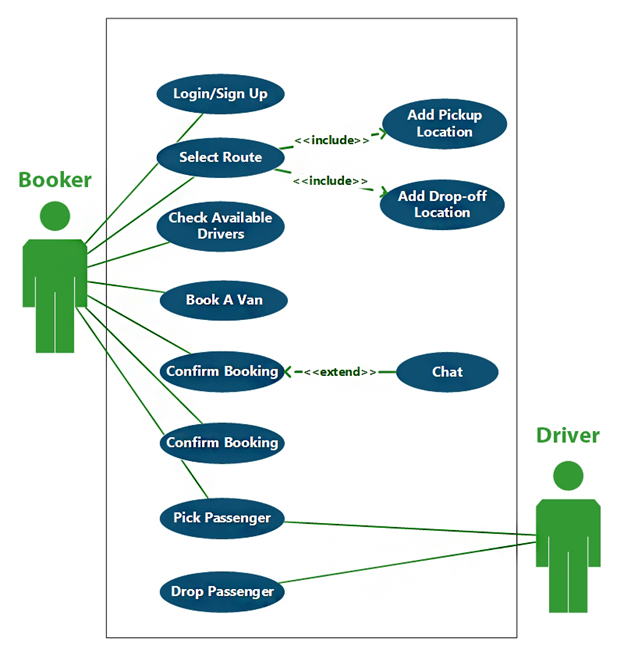 Login/Sign Up
Add Pickup
Location
<<include>>
Select Route
Booker
<<include>>
Add Drop-off
Location
Check Available
Drivers
Book A Van
Confirm Booking
<<extend>>
Chat
Driver
Confirm Booking
Pick Passenger
Drop Passenger